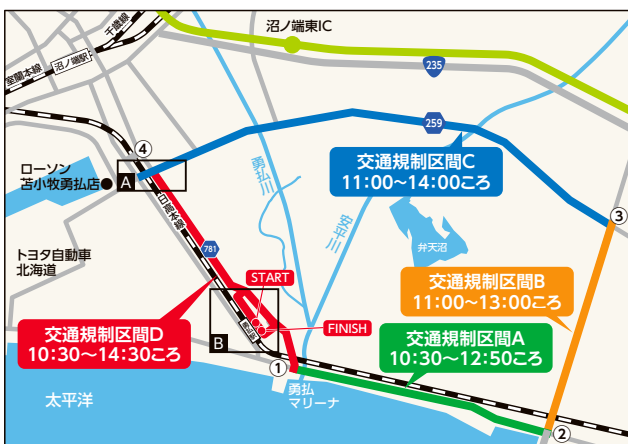 千歳線
室蘭本線
沼ノ端駅
沼ノ端東IC
235
259
④
ローソン
苫小牧勇払店
A
日高本線
勇払川
安平川
交通規制区間C
11:00～14:00ころ
③
弁天沼
トヨタ自動車
北海道
781
START
FINISH
交通規制区間B
11:00～13:00ころ
交通規制区間D
10:30～14:30ころ
B
交通規制区間A
10:30～12:50ころ
①
勇払
マリーナ
太平洋
②